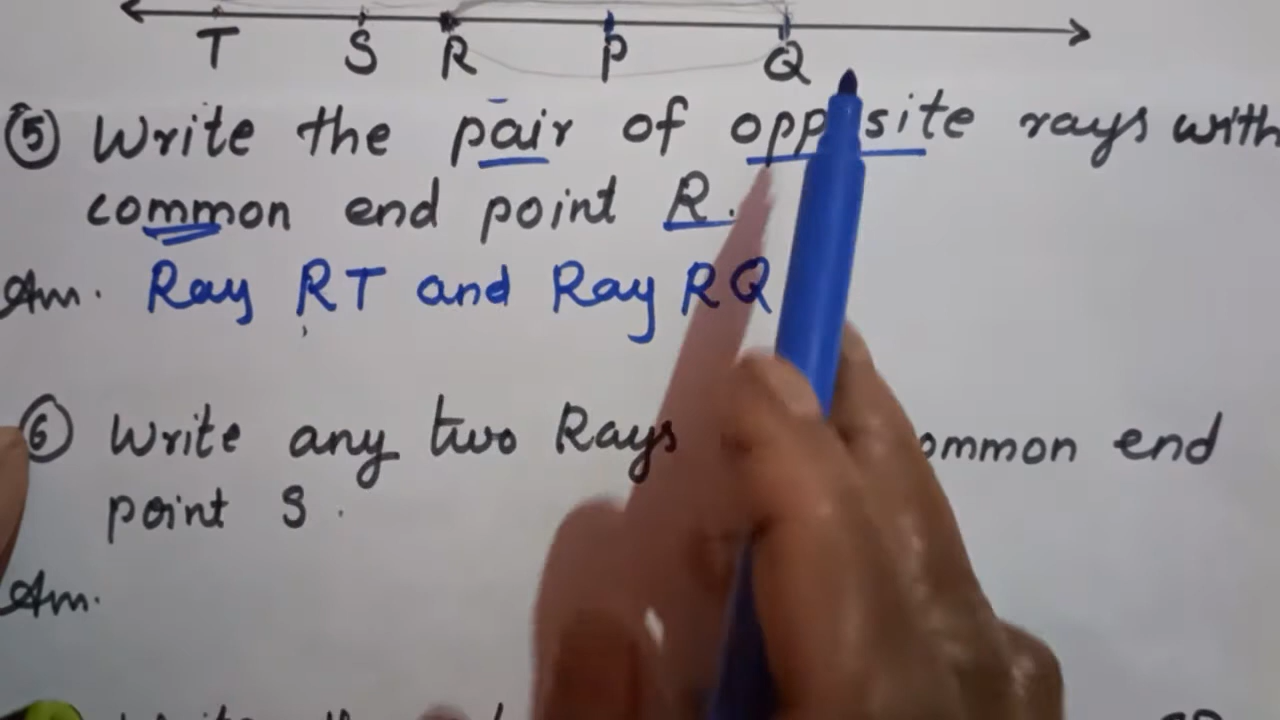 T S R P Q
⑤ Write the pair of opposite rays with
common end point R.
Ans. Ray RT and Ray RQ
⑥ Write any two Rays ommon end
point S.
Ans.